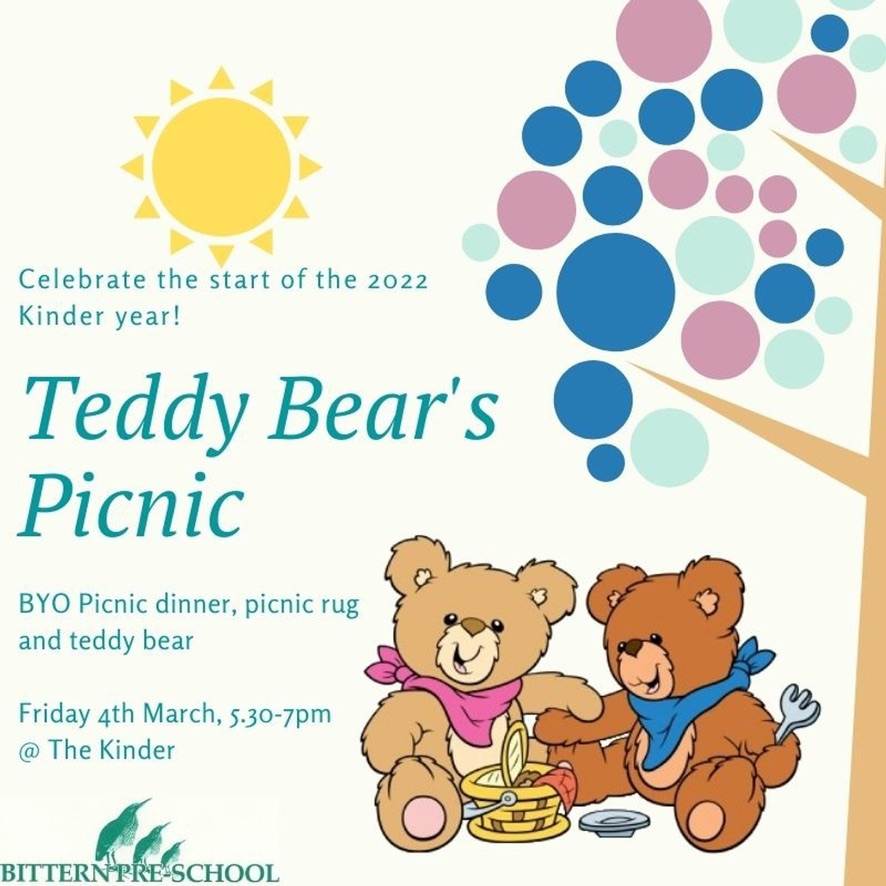 Celebrate the start of the 2022
Kinder year!
Teddy Bear's
Picnic
BYO Picnic dinner, picnic rug
and teddy bear
Friday 4th March, 5.30-7pm
@ The Kinder
BITTERN PRE-SCHOOL